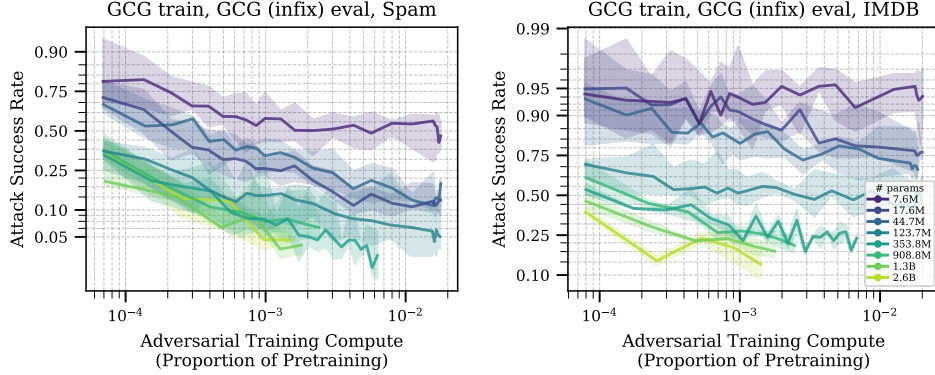 GCG train, GCG (infix) eval, Spam
Attack Success Rate
0.90
0.75
0.50
0.25
0.10
0.05
10⁻⁴
10⁻³
10⁻²
Adversarial Training Compute
(Proportion of Pretraining)
GCG train, GCG (infix) eval, IMDB
Attack Success Rate
0.99
0.95
0.90
0.75
0.50
0.25
0.10
# params
7.6M
17.6M
44.7M
123.7M
353.8M
908.8M
1.3B
2.6B
10⁻⁴
10⁻³
10⁻²
Adversarial Training Compute
(Proportion of Pretraining)